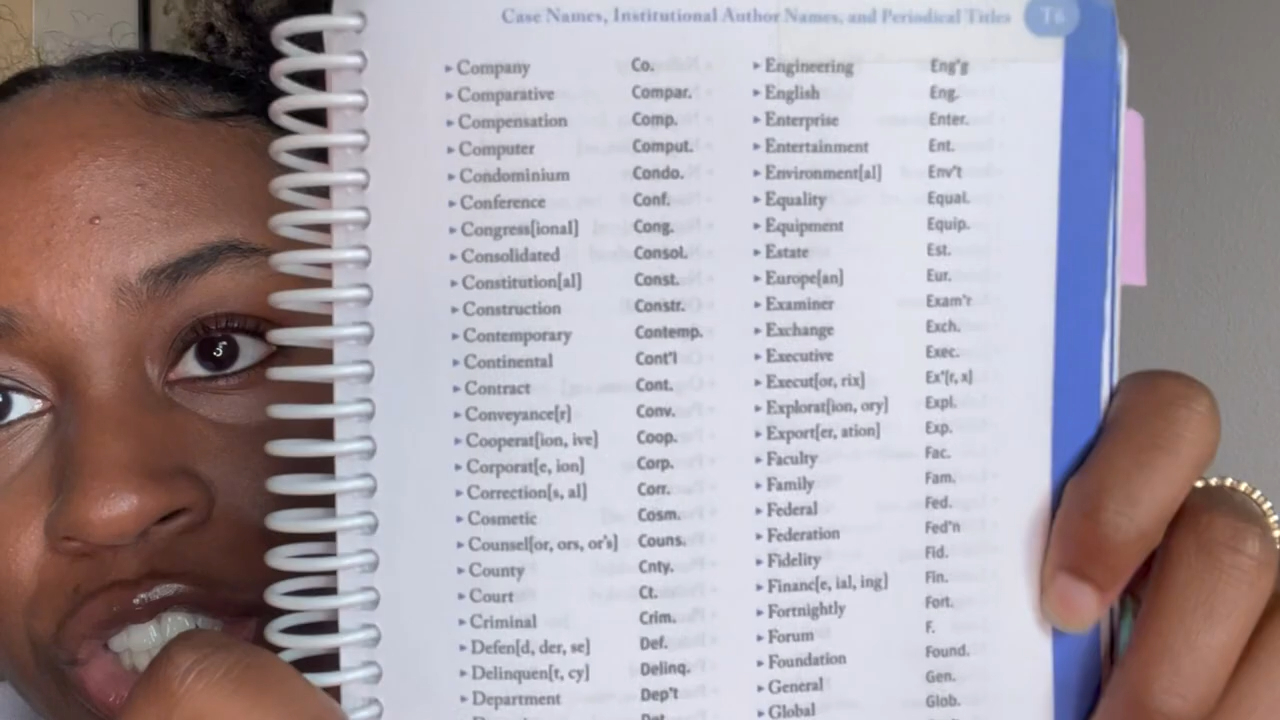 Case Names, Institutional Author Names, and Periodical Titles T6
▸ Company Co.
▸ Comparative Compar.
▸ Compensation Comp.
▸ Computer Comput.
▸ Condominium Condo.
▸ Conference Conf.
▸ Congress[ional] Cong.
▸ Consolidated Consol.
▸ Constitution[al] Const.
▸ Construction Constr.
▸ Contemporary Contemp.
▸ Continental Cont'l
▸ Contract Cont.
▸ Conveyance[r] Conv.
▸ Cooperat[ion, ive] Coop.
▸ Corporat[e, ion] Corp.
▸ Correction[s, al] Corr.
▸ Cosmetic Cosm.
▸ Counsel[or, ors, or's] Couns.
▸ County Cnty.
▸ Court Ct.
▸ Criminal Crim.
▸ Defen[d, der, se] Def.
▸ Delinquen[t, cy] Delinq.
▸ Department Dep't
▸ Engineering Eng'g
▸ English Eng.
▸ Enterprise Enter.
▸ Entertainment Ent.
▸ Environment[al] Env't
▸ Equality Equal.
▸ Equipment Equip.
▸ Estate Est.
▸ Europe[an] Eur.
▸ Examiner Exam'r
▸ Exchange Exch.
▸ Executive Exec.
▸ Execut[or, rix] Ex'[r, x]
▸ Explorat[ion, ory] Expl.
▸ Export[er, ation] Exp.
▸ Faculty Fac.
▸ Family Fam.
▸ Federal Fed.
▸ Federation Fed'n
▸ Fidelity Fid.
▸ Financ[e, ial, ing] Fin.
▸ Fortnightly Fort.
▸ Forum F.
▸ Foundation Found.
▸ General Gen.
▸ Global Glob.